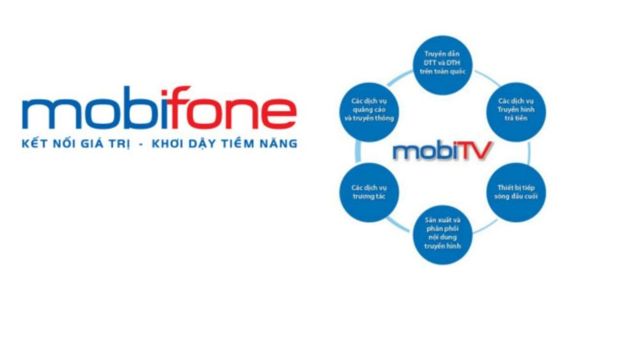 mobifone
KẾT NỐI GIÁ TRỊ - KHƠI DẬY TIỀM NĂNG
Truyền dẫn
DTT và DTH
trên toàn quốc
Các dịch vụ
quảng cáo
và truyền thông
Các dịch vụ
Truyền hình
trả tiền
mobiTV
Các dịch vụ
trương tác
Thiết bị tiếp
sóng đầu cuối
Sản xuất và
phân phối
nội dung
truyền hình